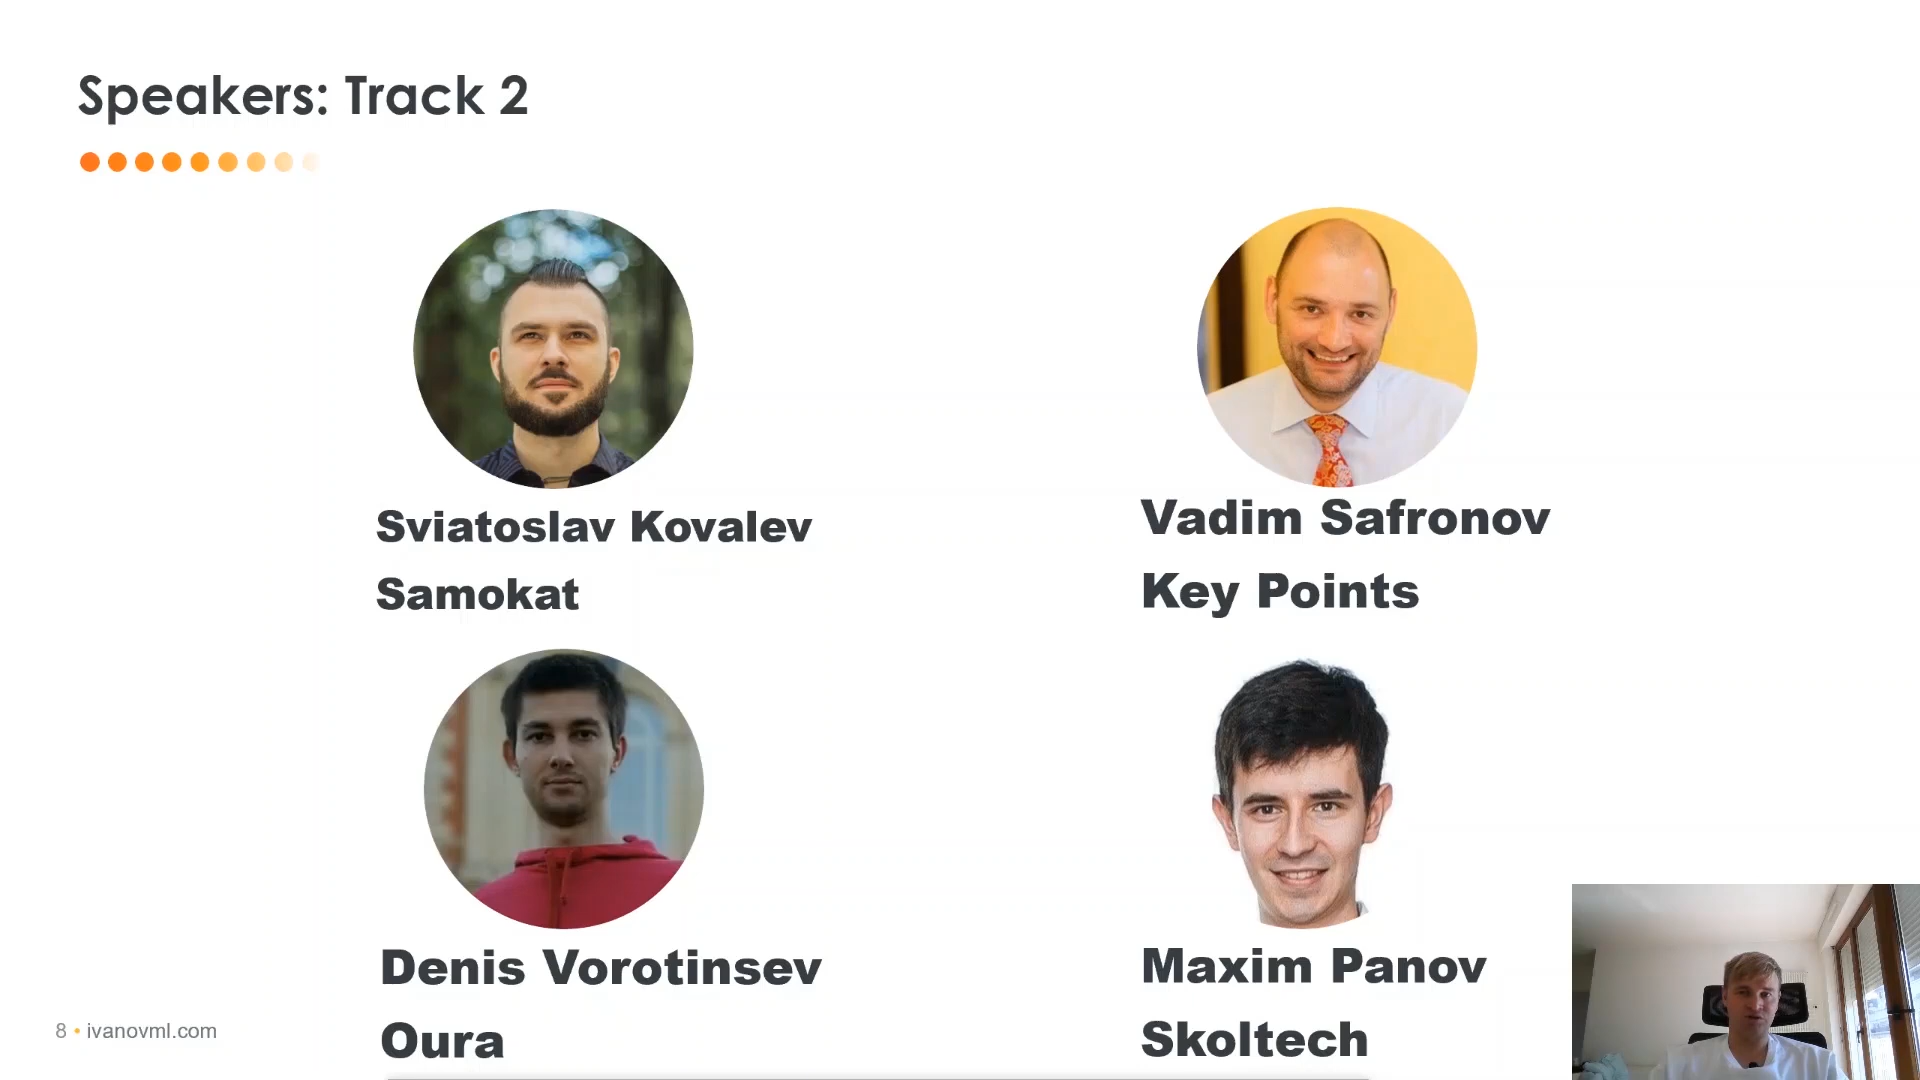 Speakers: Track 2
Sviatoslav Kovalev
Samokat
Vadim Safronov
Key Points
Denis Vorotinsev
Oura
Maxim Panov
Skoltech
8 • ivanovml.com